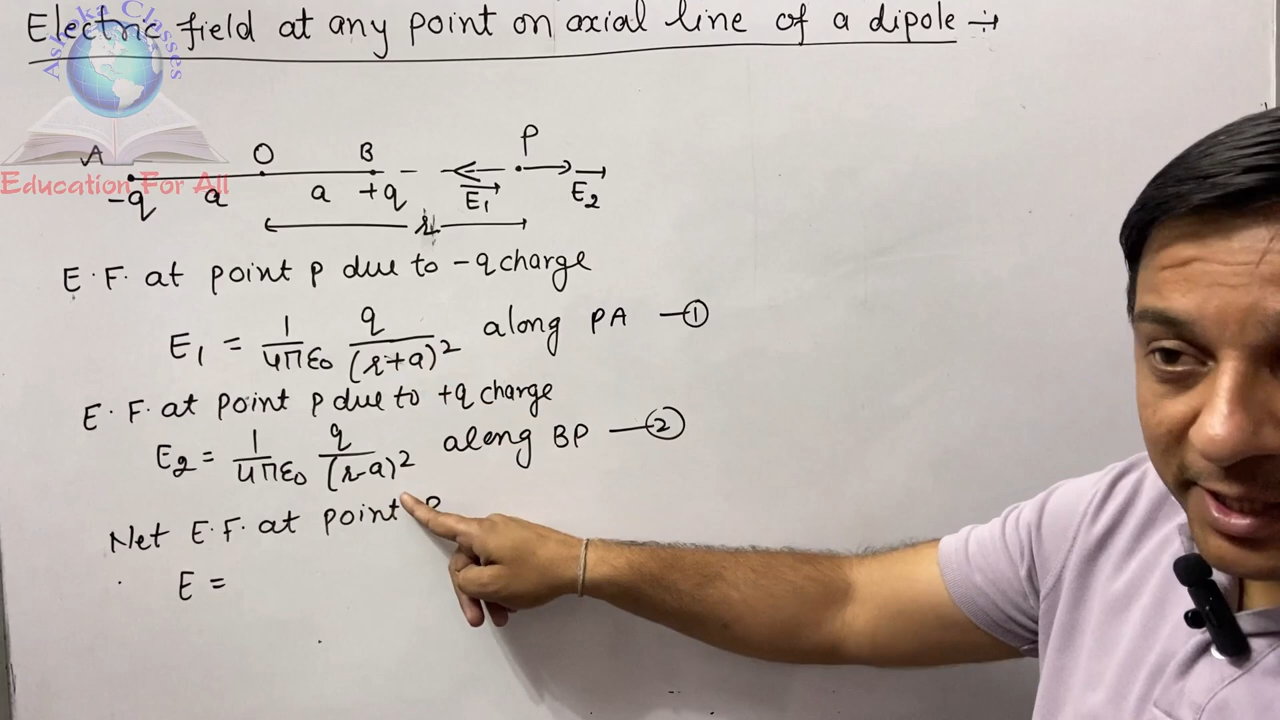 Electric field at any point on axial line of a dipole ÷
Ashoka Classes
Education For All
A O B P
-q a a +q E₁ E₂
r
E.F. at point P due to -q charge
E₁ = 1/4πε₀ q/(r+a)² along PA —①
E.F. at point P due to +q charge
E₂ = 1/4πε₀ q/(r-a)² along BP —②
Net E.F. at point P
E =